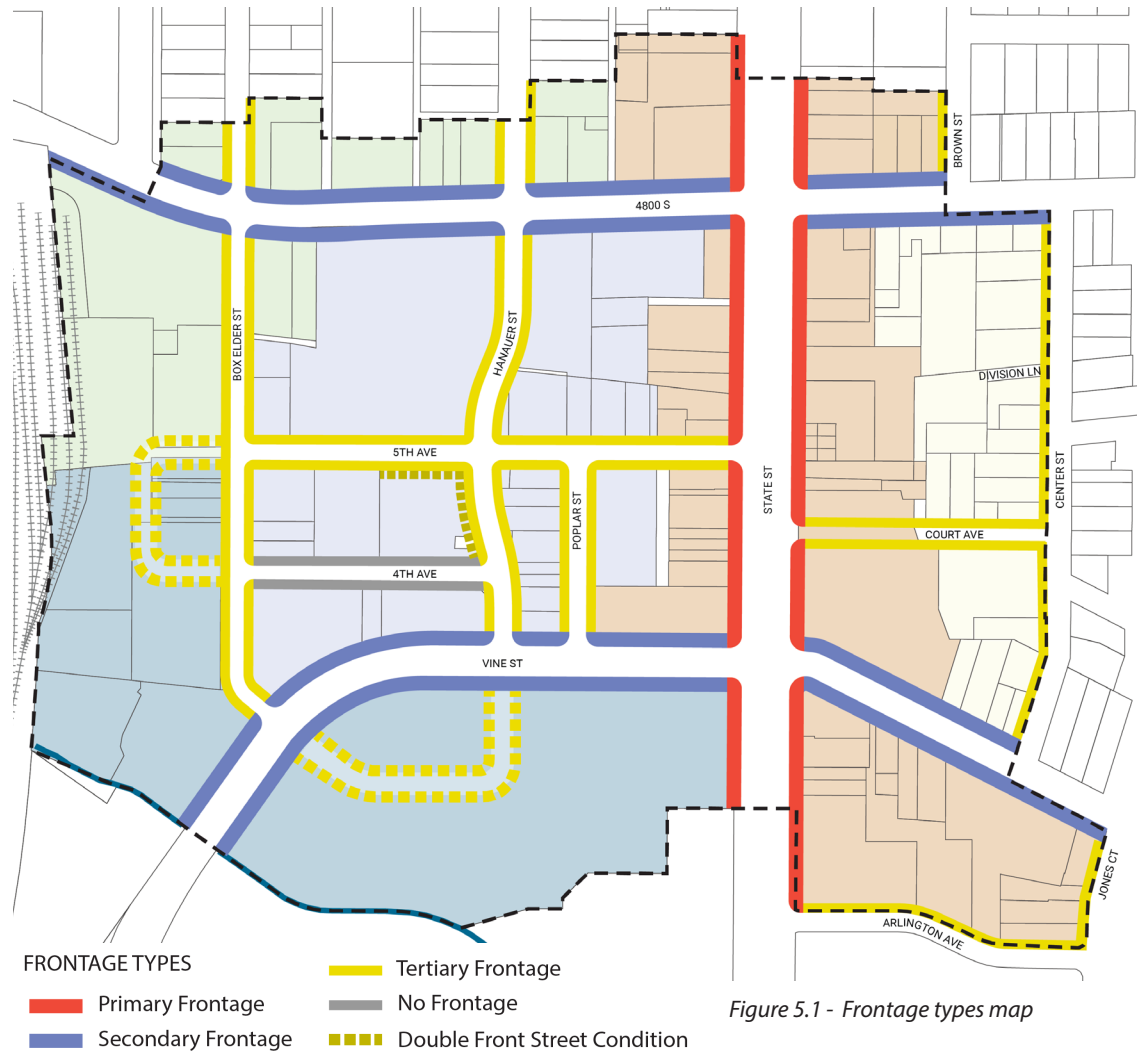 BROWN ST
4800 S
BOX ELDER ST
HANAUER ST
DIVISION LN
5TH AVE
STATE ST
CENTER ST
POPLAR ST
COURT AVE
4TH AVE
VINE ST
JONES CT
ARLINGTON AVE
FRONTAGE TYPES
Primary Frontage
Secondary Frontage
Tertiary Frontage
No Frontage
Double Front Street Condition
Figure 5.1 - Frontage types map